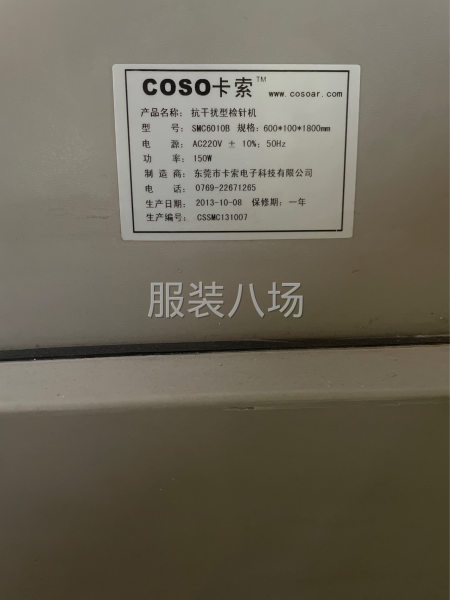 COSO卡索™ www.cosoar.com
产品名称：抗干扰型检针机
型 号：SMC6010B 规格：600*100*1800mm
电 源：AC220V ± 10%；50Hz
功 率：150W
制 造 商：东莞市卡索电子科技有限公司
电 话：0769-22671265
生产日期：2013-10-08 保修期：一年
生产编号：CSSMC131007
服装八场